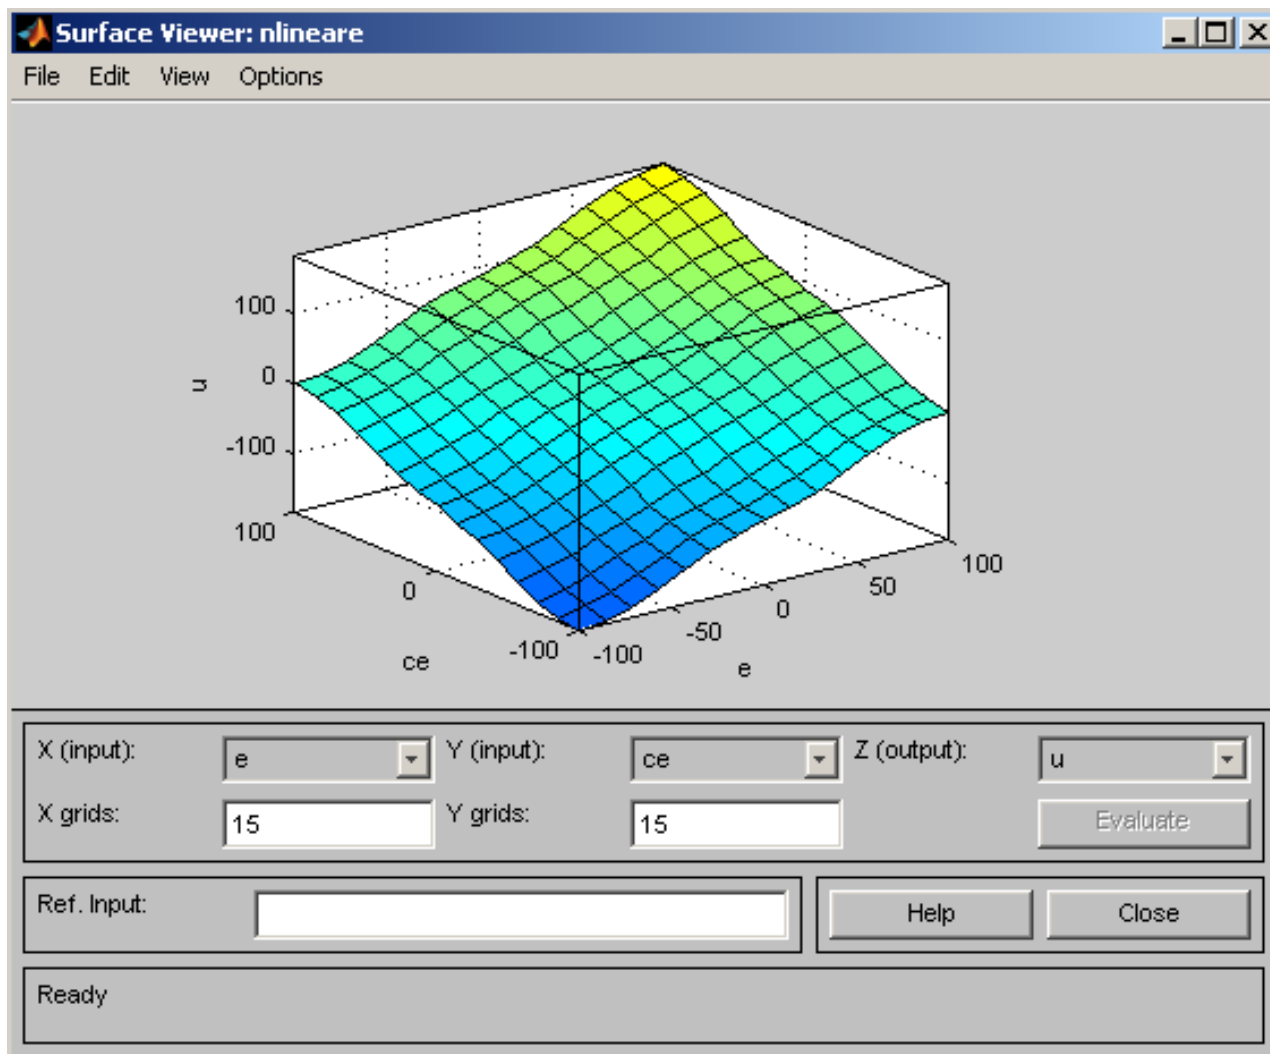 Surface Viewer: nlineare
File Edit View Options
100
0
-100
u
100
0
-100
ce
-100
-50
0
50
100
e
X (input): e Y (input): ce Z (output): u
X grids: 15 Y grids: 15 Evaluate
Ref. Input: Help Close
Ready